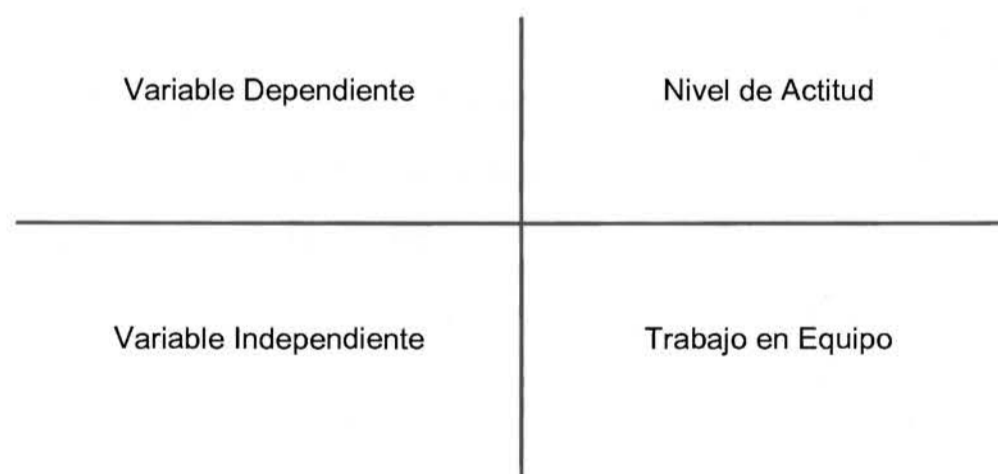 Variable Dependiente
Nivel de Actitud
Variable Independiente
Trabajo en Equipo